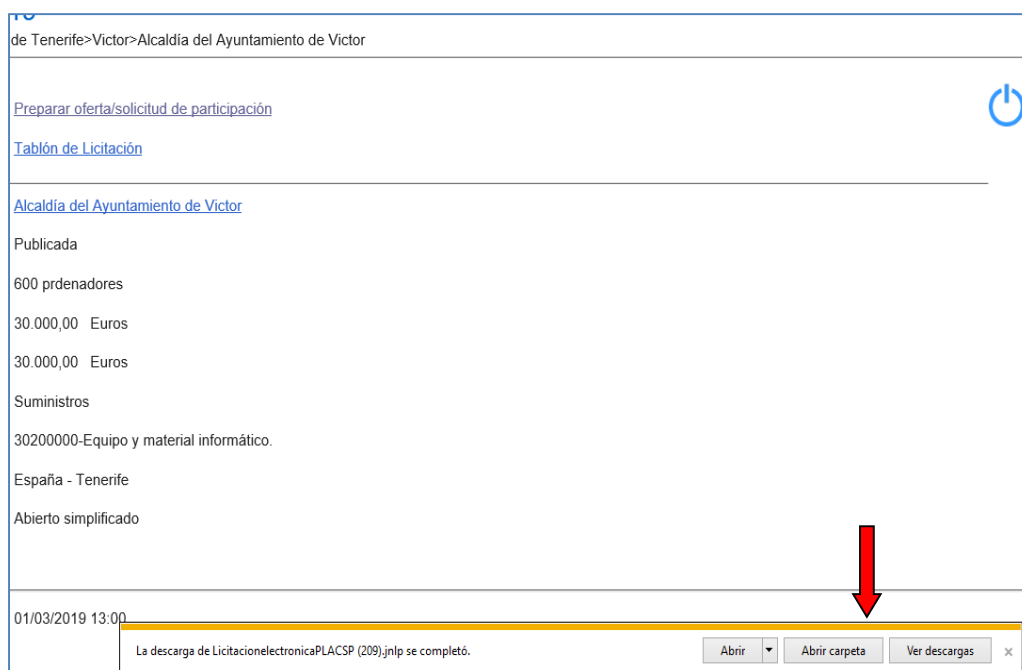 de Tenerife>Victor>Alcaldía del Ayuntamiento de Victor
Preparar oferta/solicitud de participación
Tablón de Licitación
Alcaldía del Ayuntamiento de Victor
Publicada
600 prdenadores
30.000,00 Euros
30.000,00 Euros
Suministros
30200000-Equipo y material informático.
España - Tenerife
Abierto simplificado
01/03/2019 13:00
La descarga de LicitacionelectronicaPLACSP (209).jnlp se completó.
Abrir
Abrir carpeta
Ver descargas
×